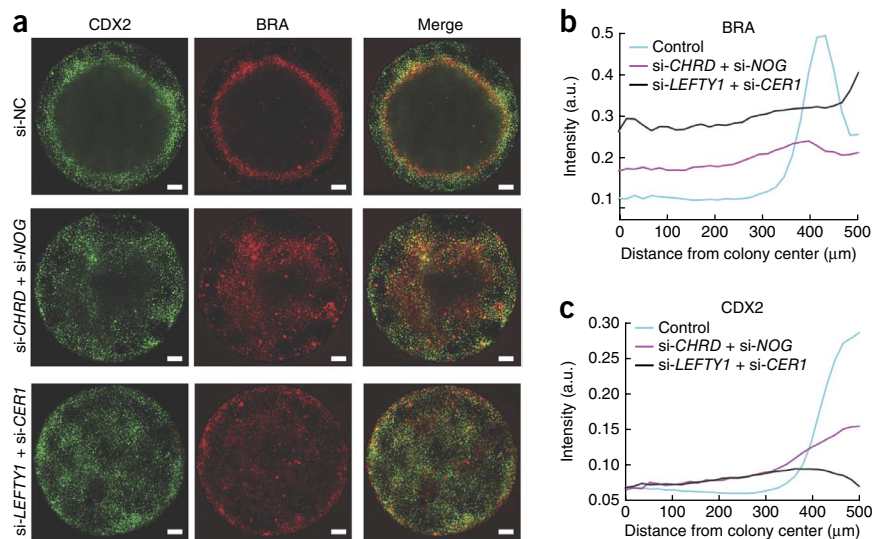 a
CDX2
BRA
Merge
si-NC
si-CHRD + si-NOG
si-LEFTY1 + si-CER1
b
BRA
Control
si-CHRD + si-NOG
si-LEFTY1 + si-CER1
Intensity (a.u.)
0.5
0.4
0.3
0.2
0.1
0
100
200
300
400
500
Distance from colony center (μm)
c
CDX2
Control
si-CHRD + si-NOG
si-LEFTY1 + si-CER1
Intensity (a.u.)
0.30
0.25
0.20
0.15
0.10
0.05
0
100
200
300
400
500
Distance from colony center (μm)